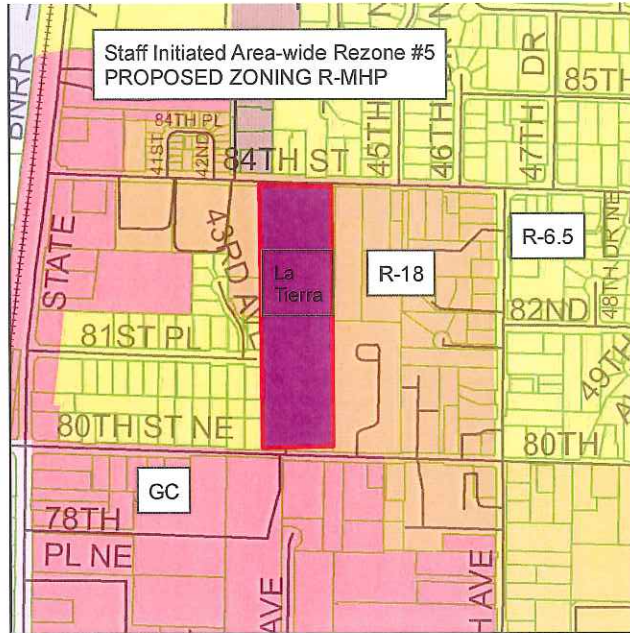 Staff Initiated Area-wide Rezone #5
PROPOSED ZONING R-MHP
BNRR
DR
85TH
84TH PL
41ST
42ND
84TH ST
45TH
46TH
47TH
STATE
43RD AVE
La
Tierra
R-18
R-6.5
48TH DR NE
82ND
81ST PL
49TH
80TH ST NE
80TH
GC
78TH
PL NE
AVE
H AVE